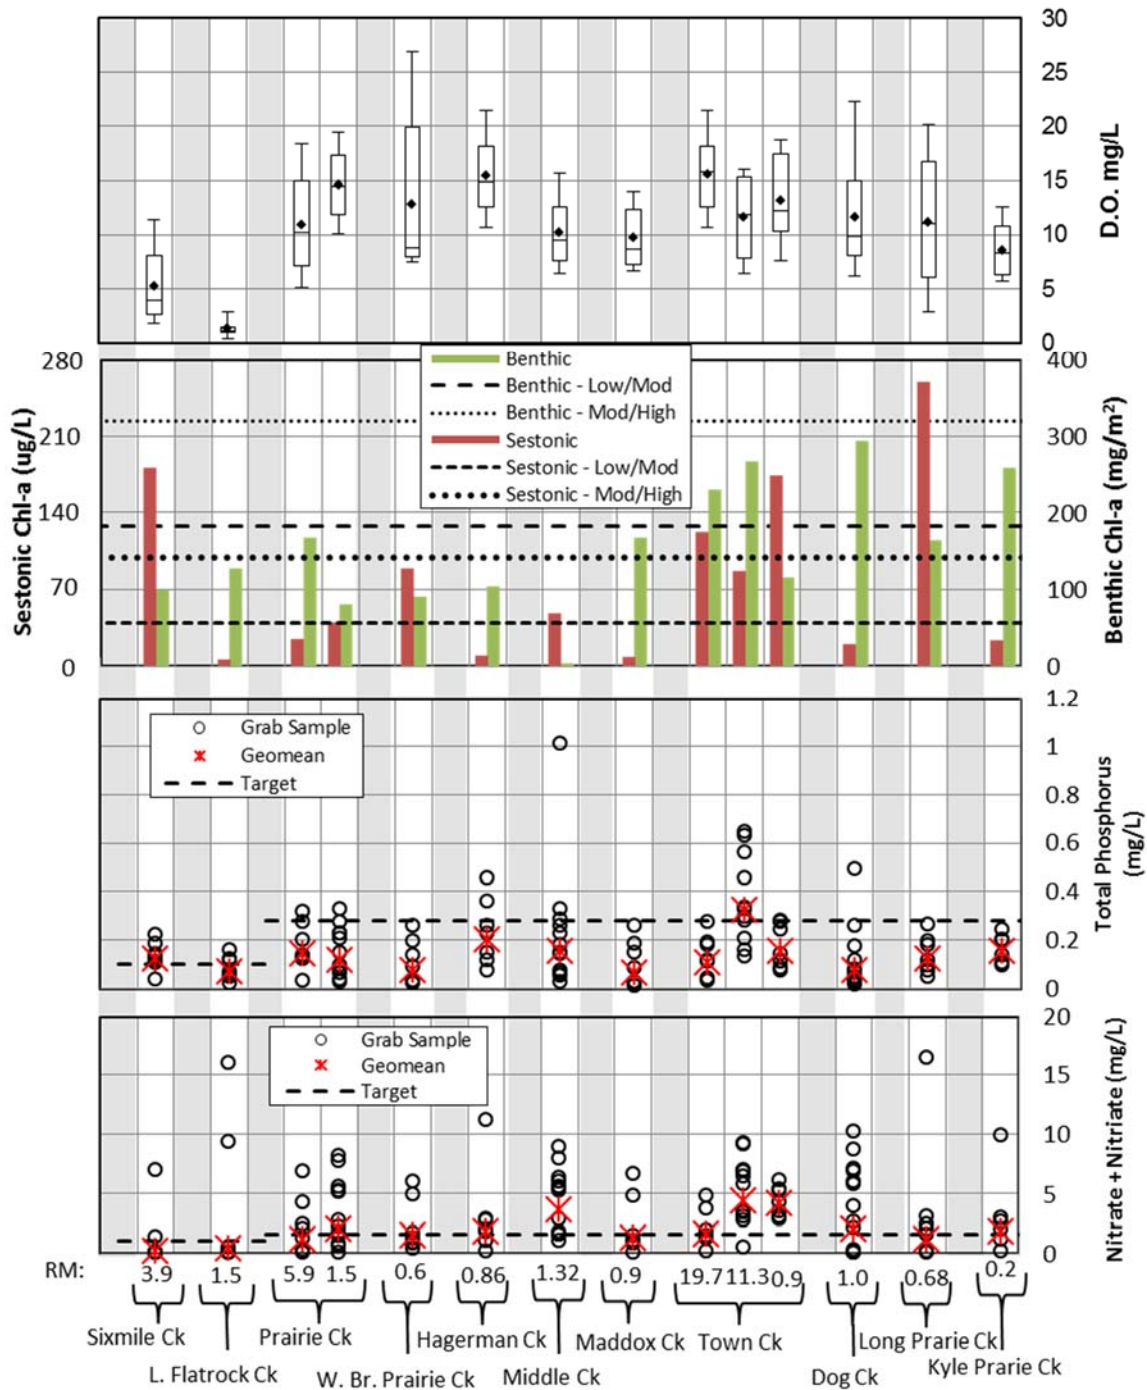 30
25
20
15
10
5
0
D.O. mg/L
280
210
140
70
0
Sestonic Chl-a (ug/L)
Benthic
Benthic - Low/Mod
Benthic - Mod/High
Sestonic
Sestonic - Low/Mod
Sestonic - Mod/High
400
300
200
100
0
Benthic Chl-a (mg/m²)
Grab Sample
Geomean
Target
1.2
1
0.8
0.6
0.4
0.2
0
Total Phosphorus
(mg/L)
Grab Sample
Geomean
Target
20
15
10
5
0
Nitrate + Nitriate (mg/L)
RM: 3.9 1.5 5.9 1.5 0.6 0.86 1.32 0.9 19.7 11.3 0.9 1.0 0.68 0.2
Sixmile Ck Prairie Ck Hagerman Ck Maddox Ck Town Ck Long Prarie Ck
L. Flatrock Ck W. Br. Prairie Ck Middle Ck Dog Ck Kyle Prarie Ck